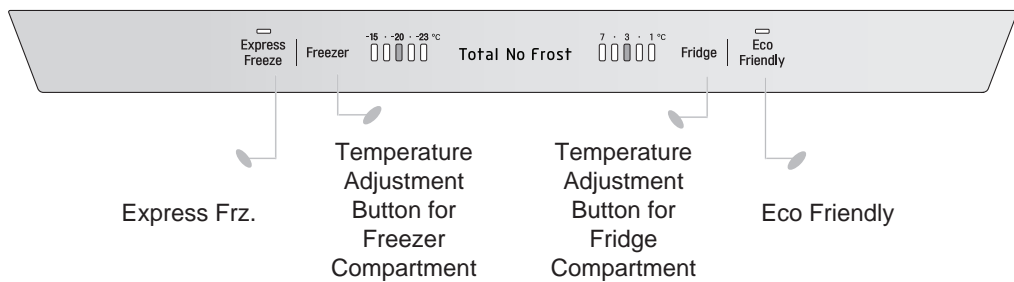 -15 · -20 · -23 °C
7 · 3 · 1 °C
Express
Freeze
Freezer
Total No Frost
Fridge
Eco
Friendly
Express Frz.
Temperature
Adjustment
Button for
Freezer
Compartment
Temperature
Adjustment
Button for
Fridge
Compartment
Eco Friendly